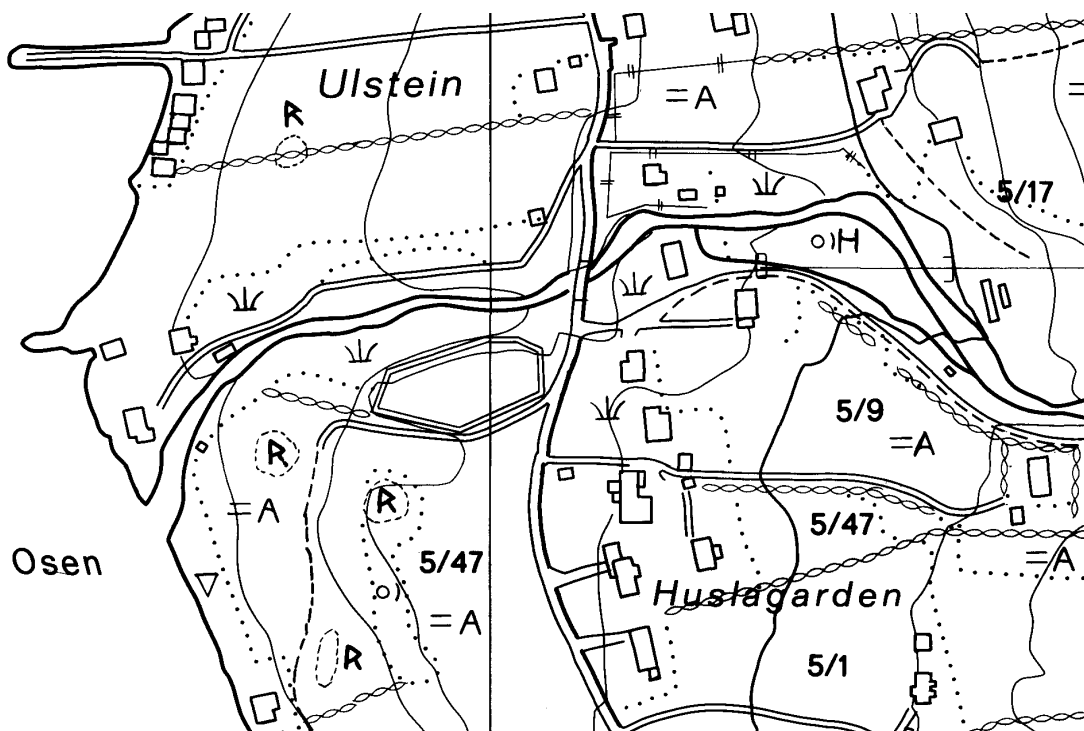 Ulstein
R
= A
=
5/17
H
5/9
= A
R
R
= A
5/47
5/47
= A
Osen
Huslagarden
= A
R
5/1